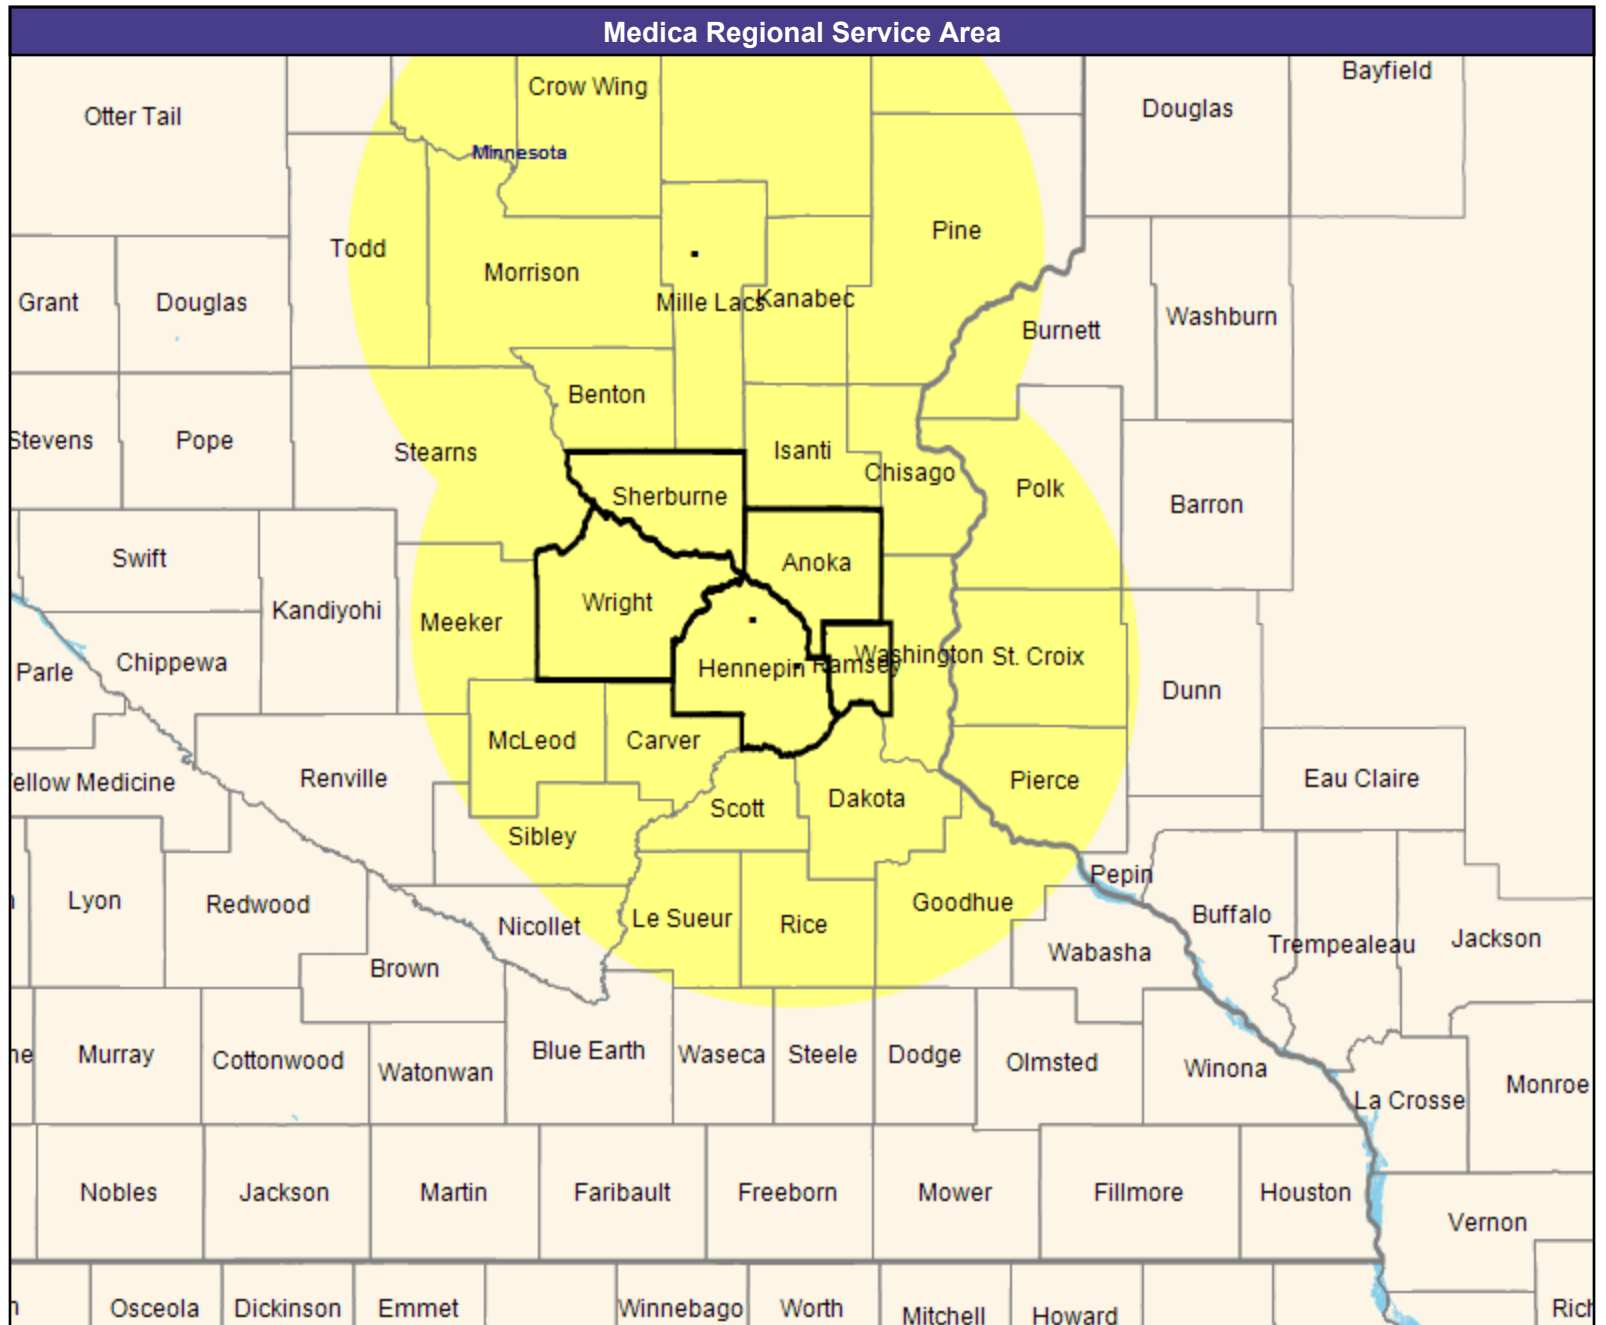 Medica Regional Service Area
Bayfield
Crow Wing
Douglas
Otter Tail
Minnesota
Pine
Todd
Morrison
Grant
Douglas
Mille Lacs
Kanabec
Washburn
Burnett
Benton
Stevens
Pope
Stearns
Isanti
Chisago
Polk
Sherburne
Barron
Swift
Anoka
Wright
Kandiyohi
Meeker
Parle
Chippewa
Hennepin
Ramsey
Washington
St. Croix
Dunn
McLeod
Carver
Renville
ellow Medicine
Pierce
Eau Claire
Scott
Dakota
Sibley
Pepin
Lyon
Redwood
Goodhue
Nicollet
Le Sueur
Rice
Buffalo
Trempealeau
Jackson
Wabasha
Brown
ne
Murray
Cottonwood
Watonwan
Blue Earth
Waseca
Steele
Dodge
Olmsted
Winona
La Crosse
Monroe
Nobles
Jackson
Martin
Faribault
Freeborn
Mower
Fillmore
Houston
Vernon
Osceola
Dickinson
Emmet
Winnebago
Worth
Mitchell
Howard
Rich